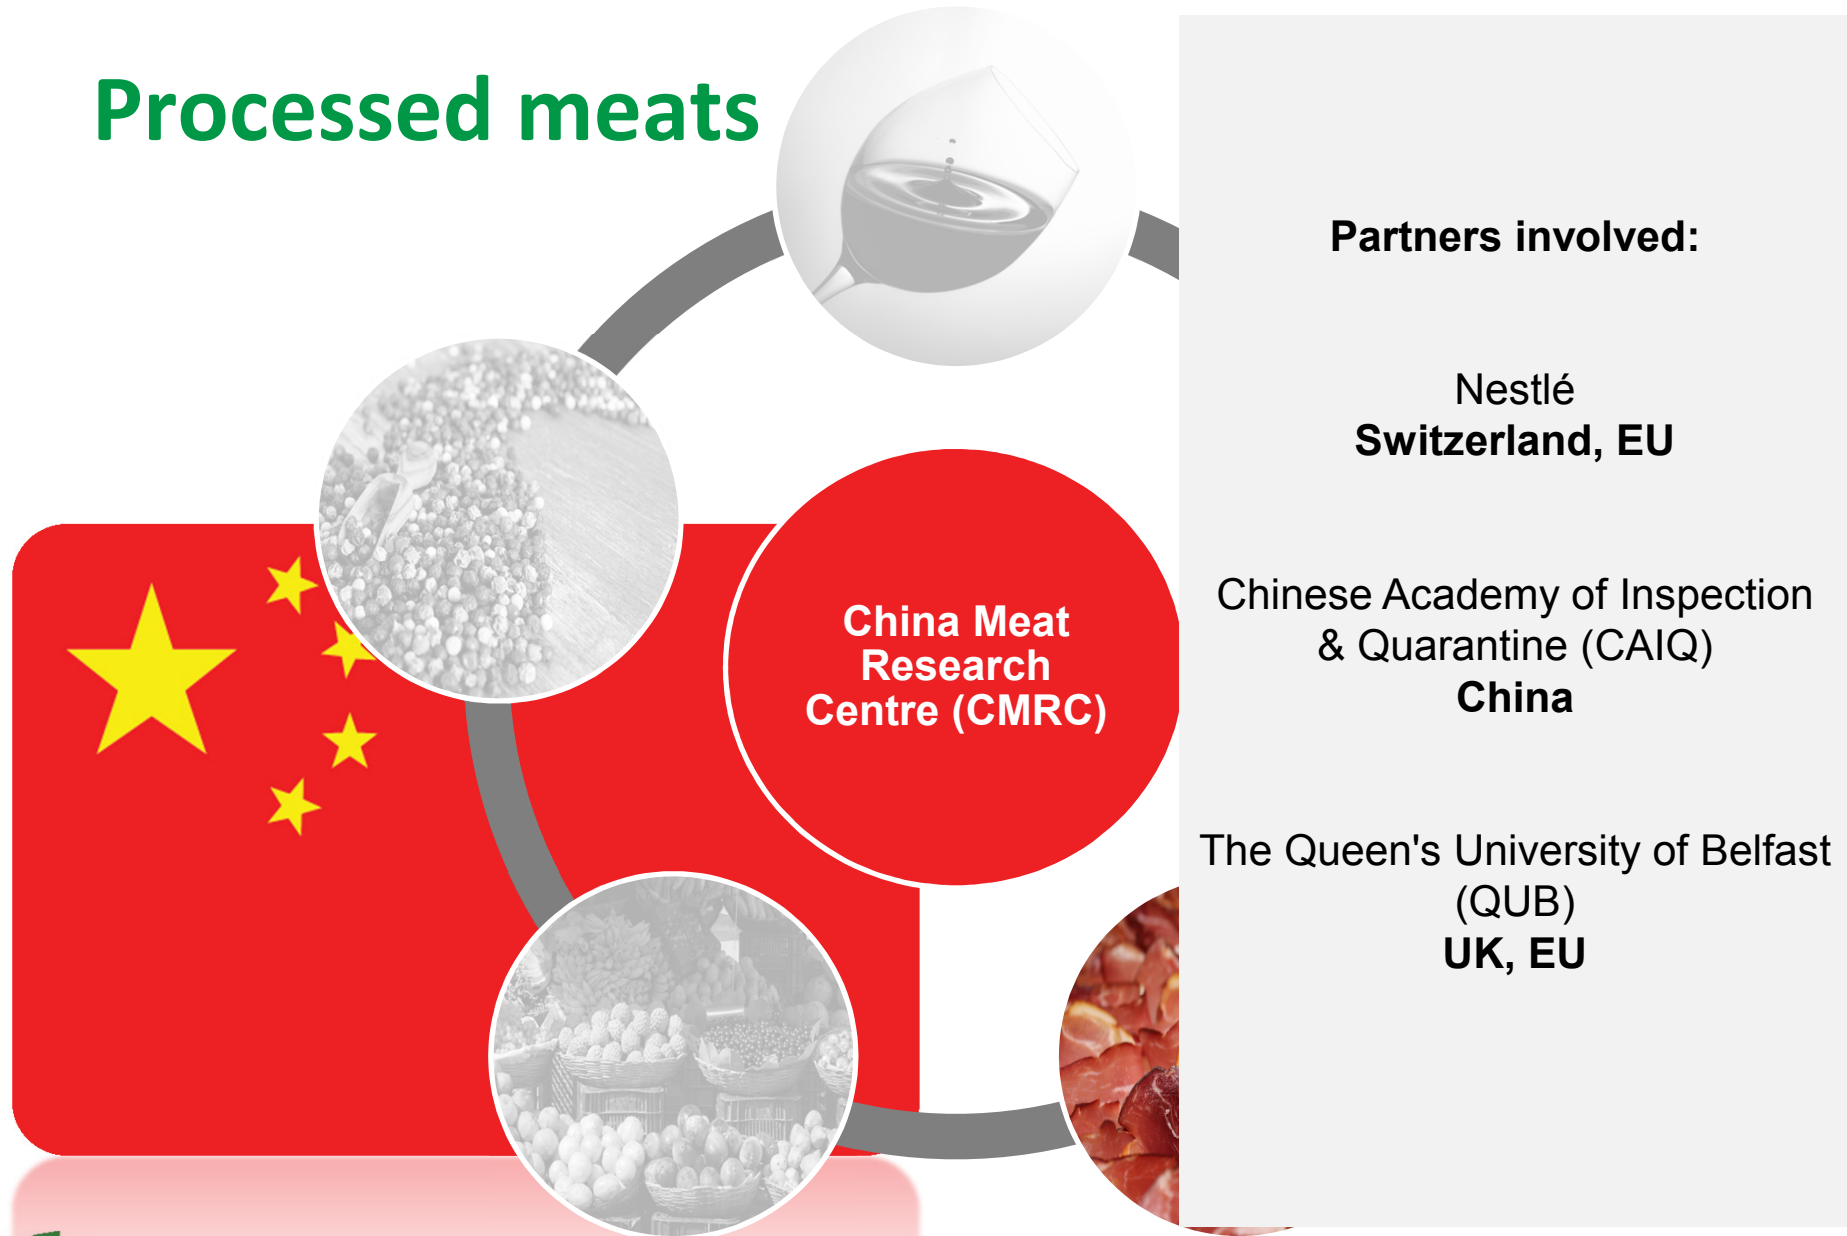 Processed meats
China Meat
Research
Centre (CMRC)
Partners involved:
Nestlé
Switzerland, EU
Chinese Academy of Inspection
& Quarantine (CAIQ)
China
The Queen's University of Belfast
(QUB)
UK, EU